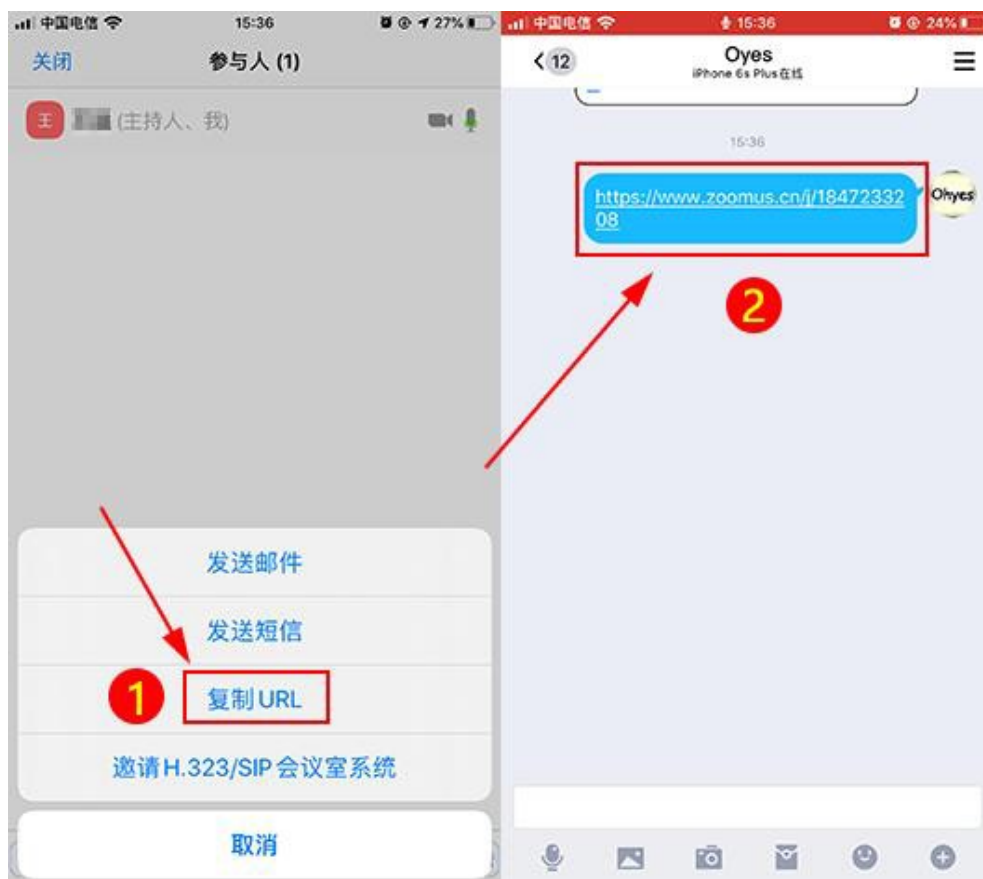 中国电信
15:36
27%
关闭
参与人 (1)
王
(主持人、我)
发送邮件
发送短信
1
复制URL
邀请H.323/SIP会议室系统
取消
中国电信
15:36
24%
12
Oyes
iPhone 6s Plus在线
15:36
https://www.zoomus.cn/j/18472332
08
Ohyes
2